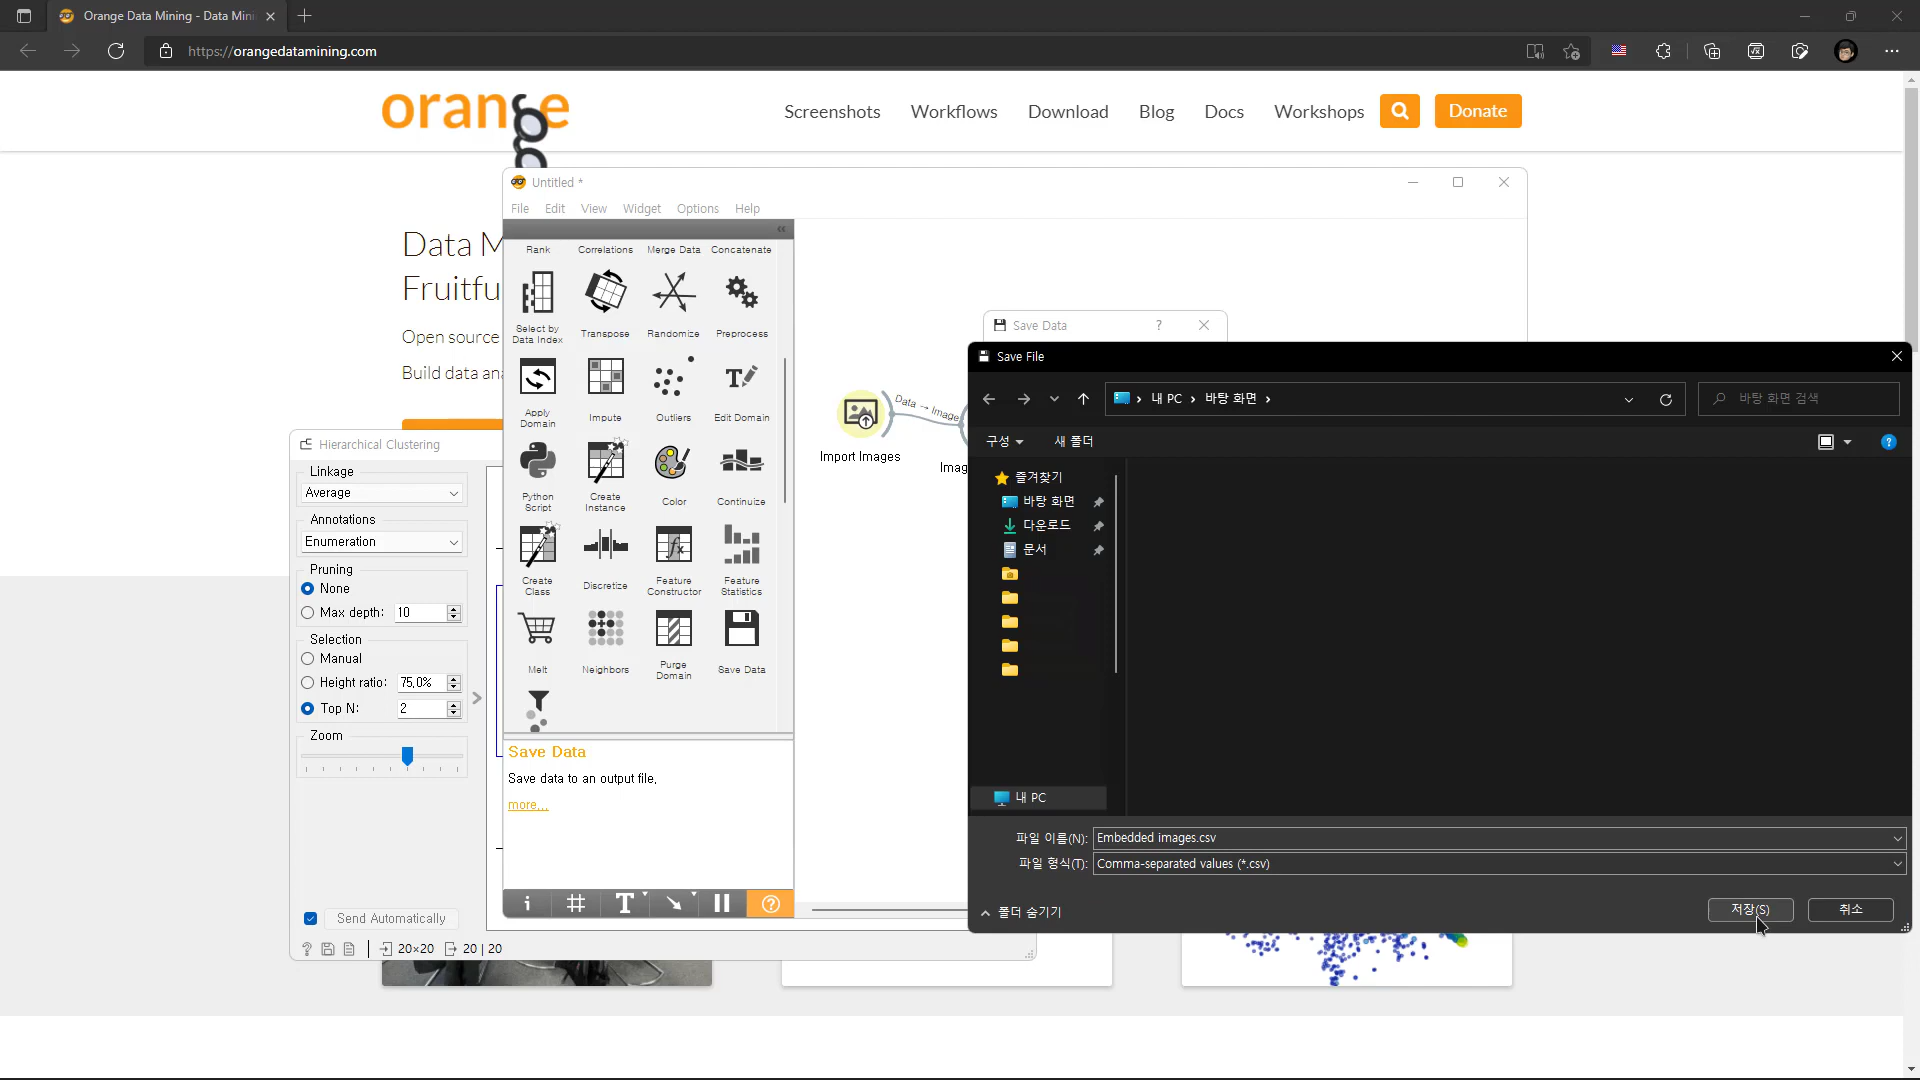 Orange Data Mining - Data Mini
https://orangedatamining.com
orange
Screenshots Workflows Download Blog Docs Workshops Donate
Data M
Fruitfu
Open source
Build data ana
Untitled *
File Edit View Widget Options Help
Rank Correlations Merge Data Concatenate
Select by Data Index Transpose Randomize Preprocess
Apply Domain Impute Outliers Edit Domain
Python Script Create Instance Color Continuize
Create Class Discretize Feature Constructor Feature Statistics
Melt Neighbors Purge Domain Save Data
Save Data
Save data to an output file.
more...
Data → Image
Import Images
Imag
Hierarchical Clustering
Linkage
Average
Annotations
Enumeration
Pruning
None
Max depth: 10
Selection
Manual
Height ratio: 75,0%
Top N: 2
Zoom
Send Automatically
20×20 20 | 20
Save Data ?
Save File
내 PC 바탕 화면
바탕 화면 검색
구성 새 폴더
즐겨찾기
바탕 화면
다운로드
문서
내 PC
파일 이름(N): Embedded images.csv
파일 형식(T): Comma-separated values (*.csv)
폴더 숨기기
저장(S) 취소